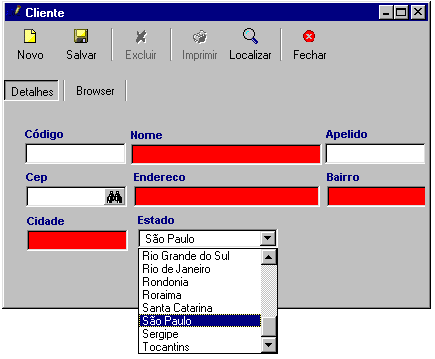 Cliente
Novo Salvar Excluir Imprimir Localizar Fechar
Detalhes Browser
Código Nome Apelido
Cep Endereco Bairro
Cidade Estado
São Paulo
Rio Grande do Sul
Rio de Janeiro
Rondonia
Roraima
Santa Catarina
São Paulo
Sergipe
Tocantins